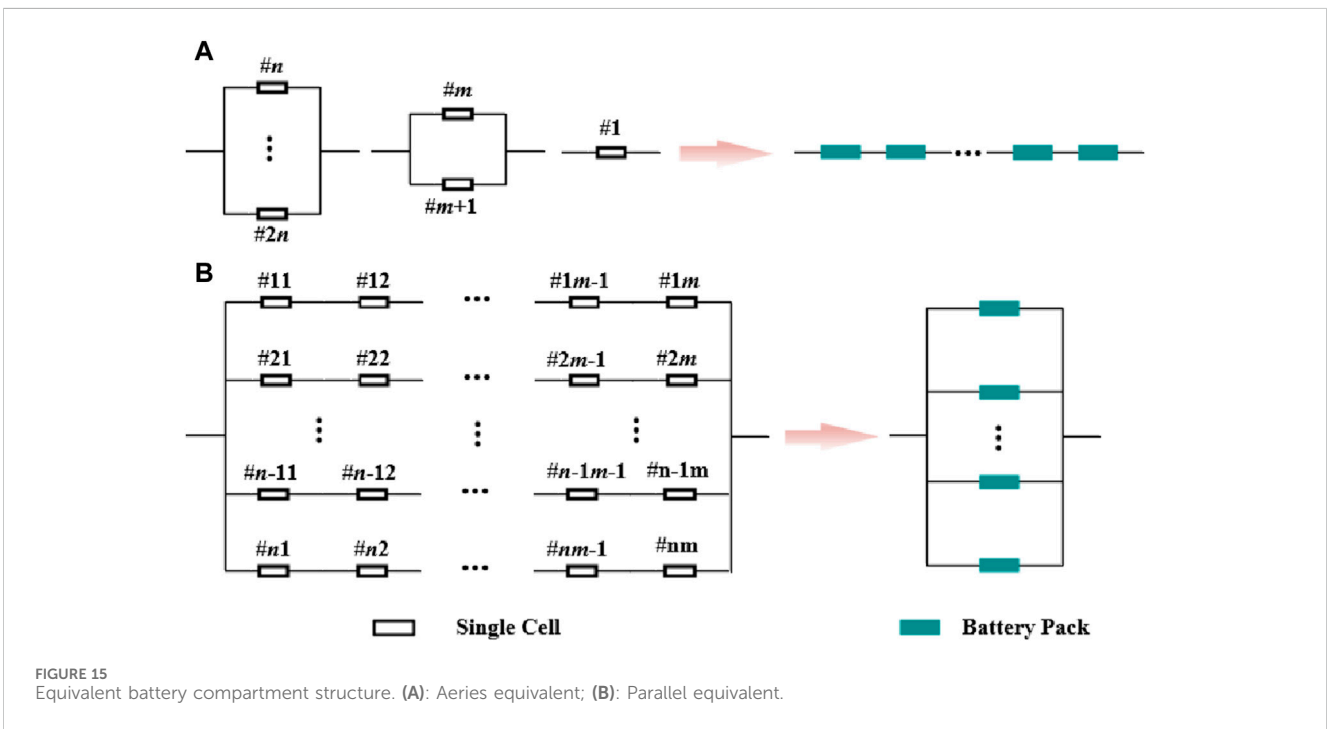 A
#n
#m
#1
#m+1
#2n
B
#11 #12 #1m-1 #1m
#21 #22 #2m-1 #2m
#n-11 #n-12 #n-1m-1 #n-1m
#n1 #n2 #nm-1 #nm
Single Cell Battery Pack
FIGURE 15
Equivalent battery compartment structure. (A): Aeries equivalent; (B): Parallel equivalent.